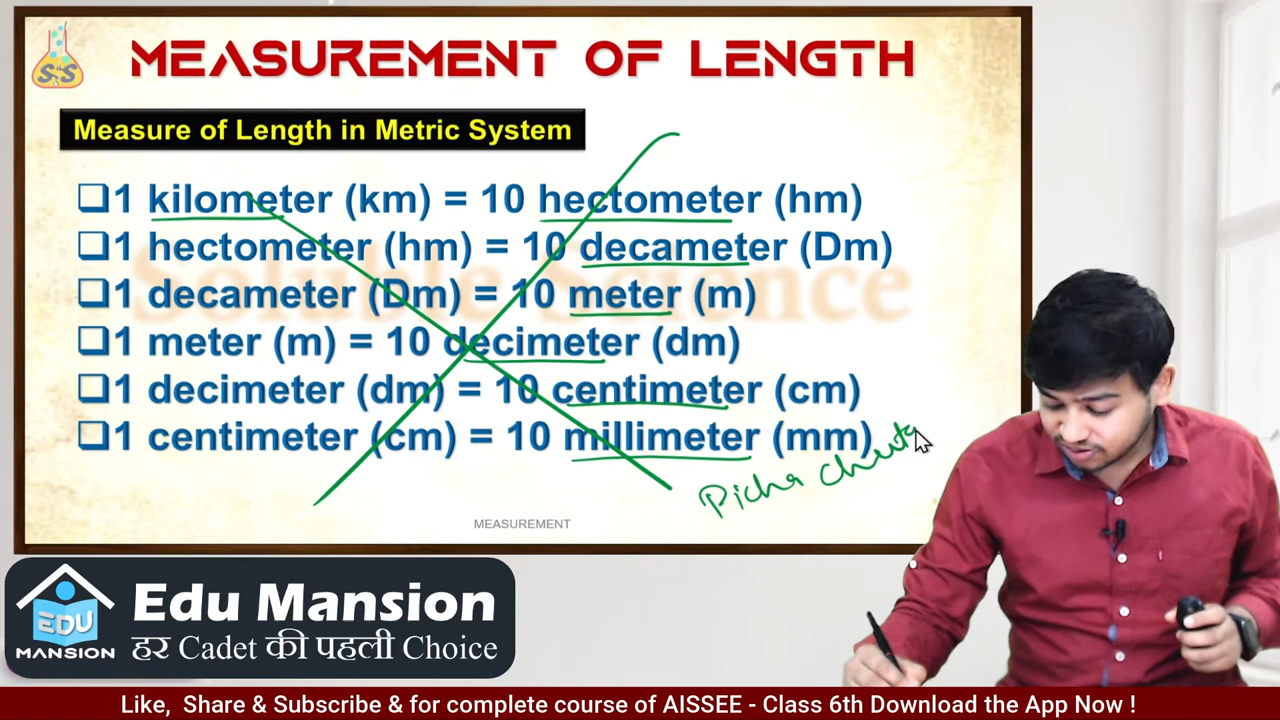 S S
MEASUREMENT OF LENGTH
Measure of Length in Metric System
❑1 kilometer (km) = 10 hectometer (hm)
❑1 hectometer (hm) = 10 decameter (Dm)
❑1 decameter (Dm) = 10 meter (m)
❑1 meter (m) = 10 decimeter (dm)
❑1 decimeter (dm) = 10 centimeter (cm)
❑1 centimeter (cm) = 10 millimeter (mm)
Picha
MEASUREMENT
EDU
MANSION
Edu Mansion
हर Cadet की पहली Choice
Like, Share & Subscribe & for complete course of AISSEE - Class 6th Download the App Now !